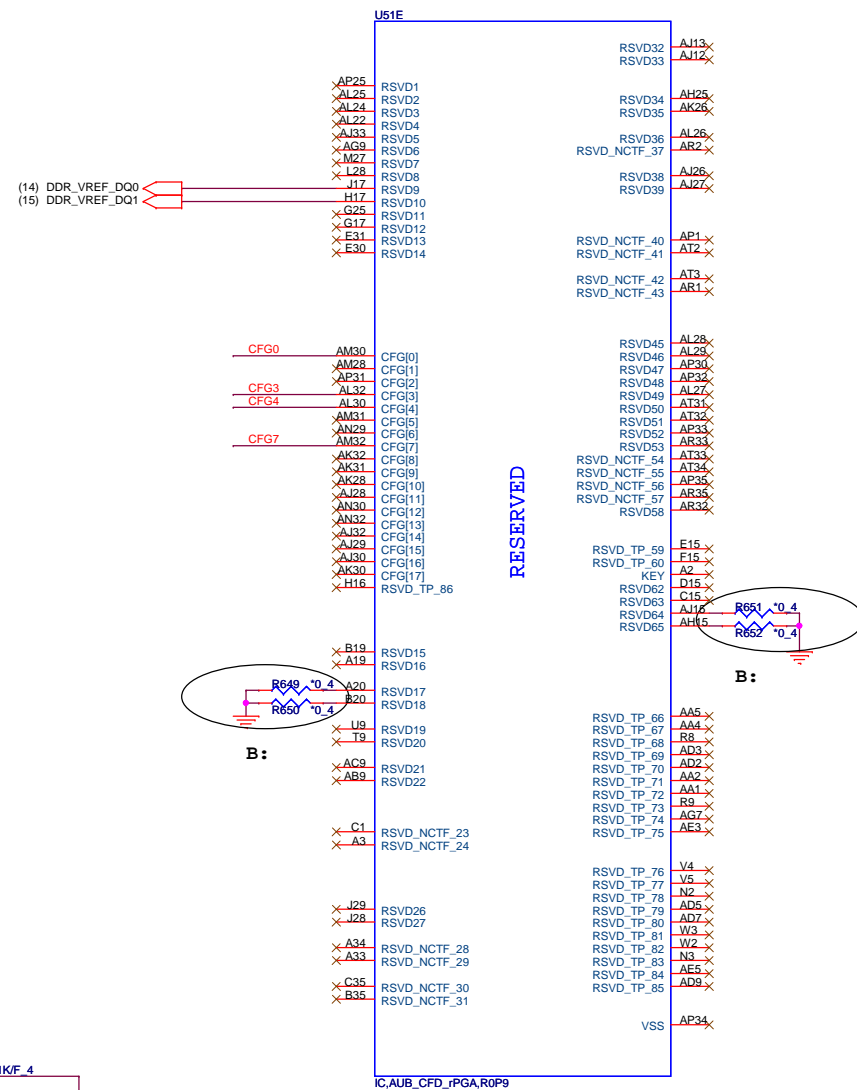 U51E
AP25 RSVD1
AL25 RSVD2
AL24 RSVD3
AL22 RSVD4
AJ33 RSVD5
AG9 RSVD6
M27 RSVD7
L28 RSVD8
(14) DDR_VREF_DQ0 J17 RSVD9
(15) DDR_VREF_DQ1 H17 RSVD10
G25 RSVD11
G17 RSVD12
E31 RSVD13
E30 RSVD14
CFG0 AM30 CFG[0]
AM28 CFG[1]
AP31 CFG[2]
CFG3 AL32 CFG[3]
CFG4 AL30 CFG[4]
AM31 CFG[5]
AN29 CFG[6]
CFG7 AM32 CFG[7]
AK32 CFG[8]
AK31 CFG[9]
AK28 CFG[10]
AJ28 CFG[11]
AN30 CFG[12]
AN32 CFG[13]
AJ32 CFG[14]
AJ29 CFG[15]
AJ30 CFG[16]
AK30 CFG[17]
H16 RSVD_TP_86
B19 RSVD15
A19 RSVD16
R649 *0_4 A20 RSVD17
R650 *0_4 B20 RSVD18
B:
U9 RSVD19
T9 RSVD20
AC9 RSVD21
AB9 RSVD22
C1 RSVD_NCTF_23
A3 RSVD_NCTF_24
J29 RSVD26
J28 RSVD27
A34 RSVD_NCTF_28
A33 RSVD_NCTF_29
C35 RSVD_NCTF_30
B35 RSVD_NCTF_31
RESERVED
RSVD32 AJ13
RSVD33 AJ12
RSVD34 AH25
RSVD35 AK26
RSVD36 AL26
RSVD_NCTF_37 AR2
RSVD38 AJ26
RSVD39 AJ27
RSVD_NCTF_40 AP1
RSVD_NCTF_41 AT2
RSVD_NCTF_42 AT3
RSVD_NCTF_43 AR1
RSVD45 AL28
RSVD46 AL29
RSVD47 AP30
RSVD48 AP32
RSVD49 AL27
RSVD50 AT31
RSVD51 AT32
RSVD52 AP33
RSVD53 AR33
RSVD_NCTF_54 AT33
RSVD_NCTF_55 AT34
RSVD_NCTF_56 AP35
RSVD_NCTF_57 AR35
RSVD58 AR32
RSVD_TP_59 E15
RSVD_TP_60 F15
KEY A2
RSVD62 D15
RSVD63 C15
RSVD64 AJ15 R651 *0_4
RSVD65 AH15 R652 *0_4
B:
RSVD_TP_66 AA5
RSVD_TP_67 AA4
RSVD_TP_68 R8
RSVD_TP_69 AD3
RSVD_TP_70 AD2
RSVD_TP_71 AA2
RSVD_TP_72 AA1
RSVD_TP_73 R9
RSVD_TP_74 AG7
RSVD_TP_75 AE3
RSVD_TP_76 V4
RSVD_TP_77 V5
RSVD_TP_78 N2
RSVD_TP_79 AD5
RSVD_TP_80 AD7
RSVD_TP_81 W3
RSVD_TP_82 W2
RSVD_TP_83 N3
RSVD_TP_84 AE5
RSVD_TP_85 AD9
VSS AP34
1K/F_4
IC,AUB_CFD_rPGA,R0P9